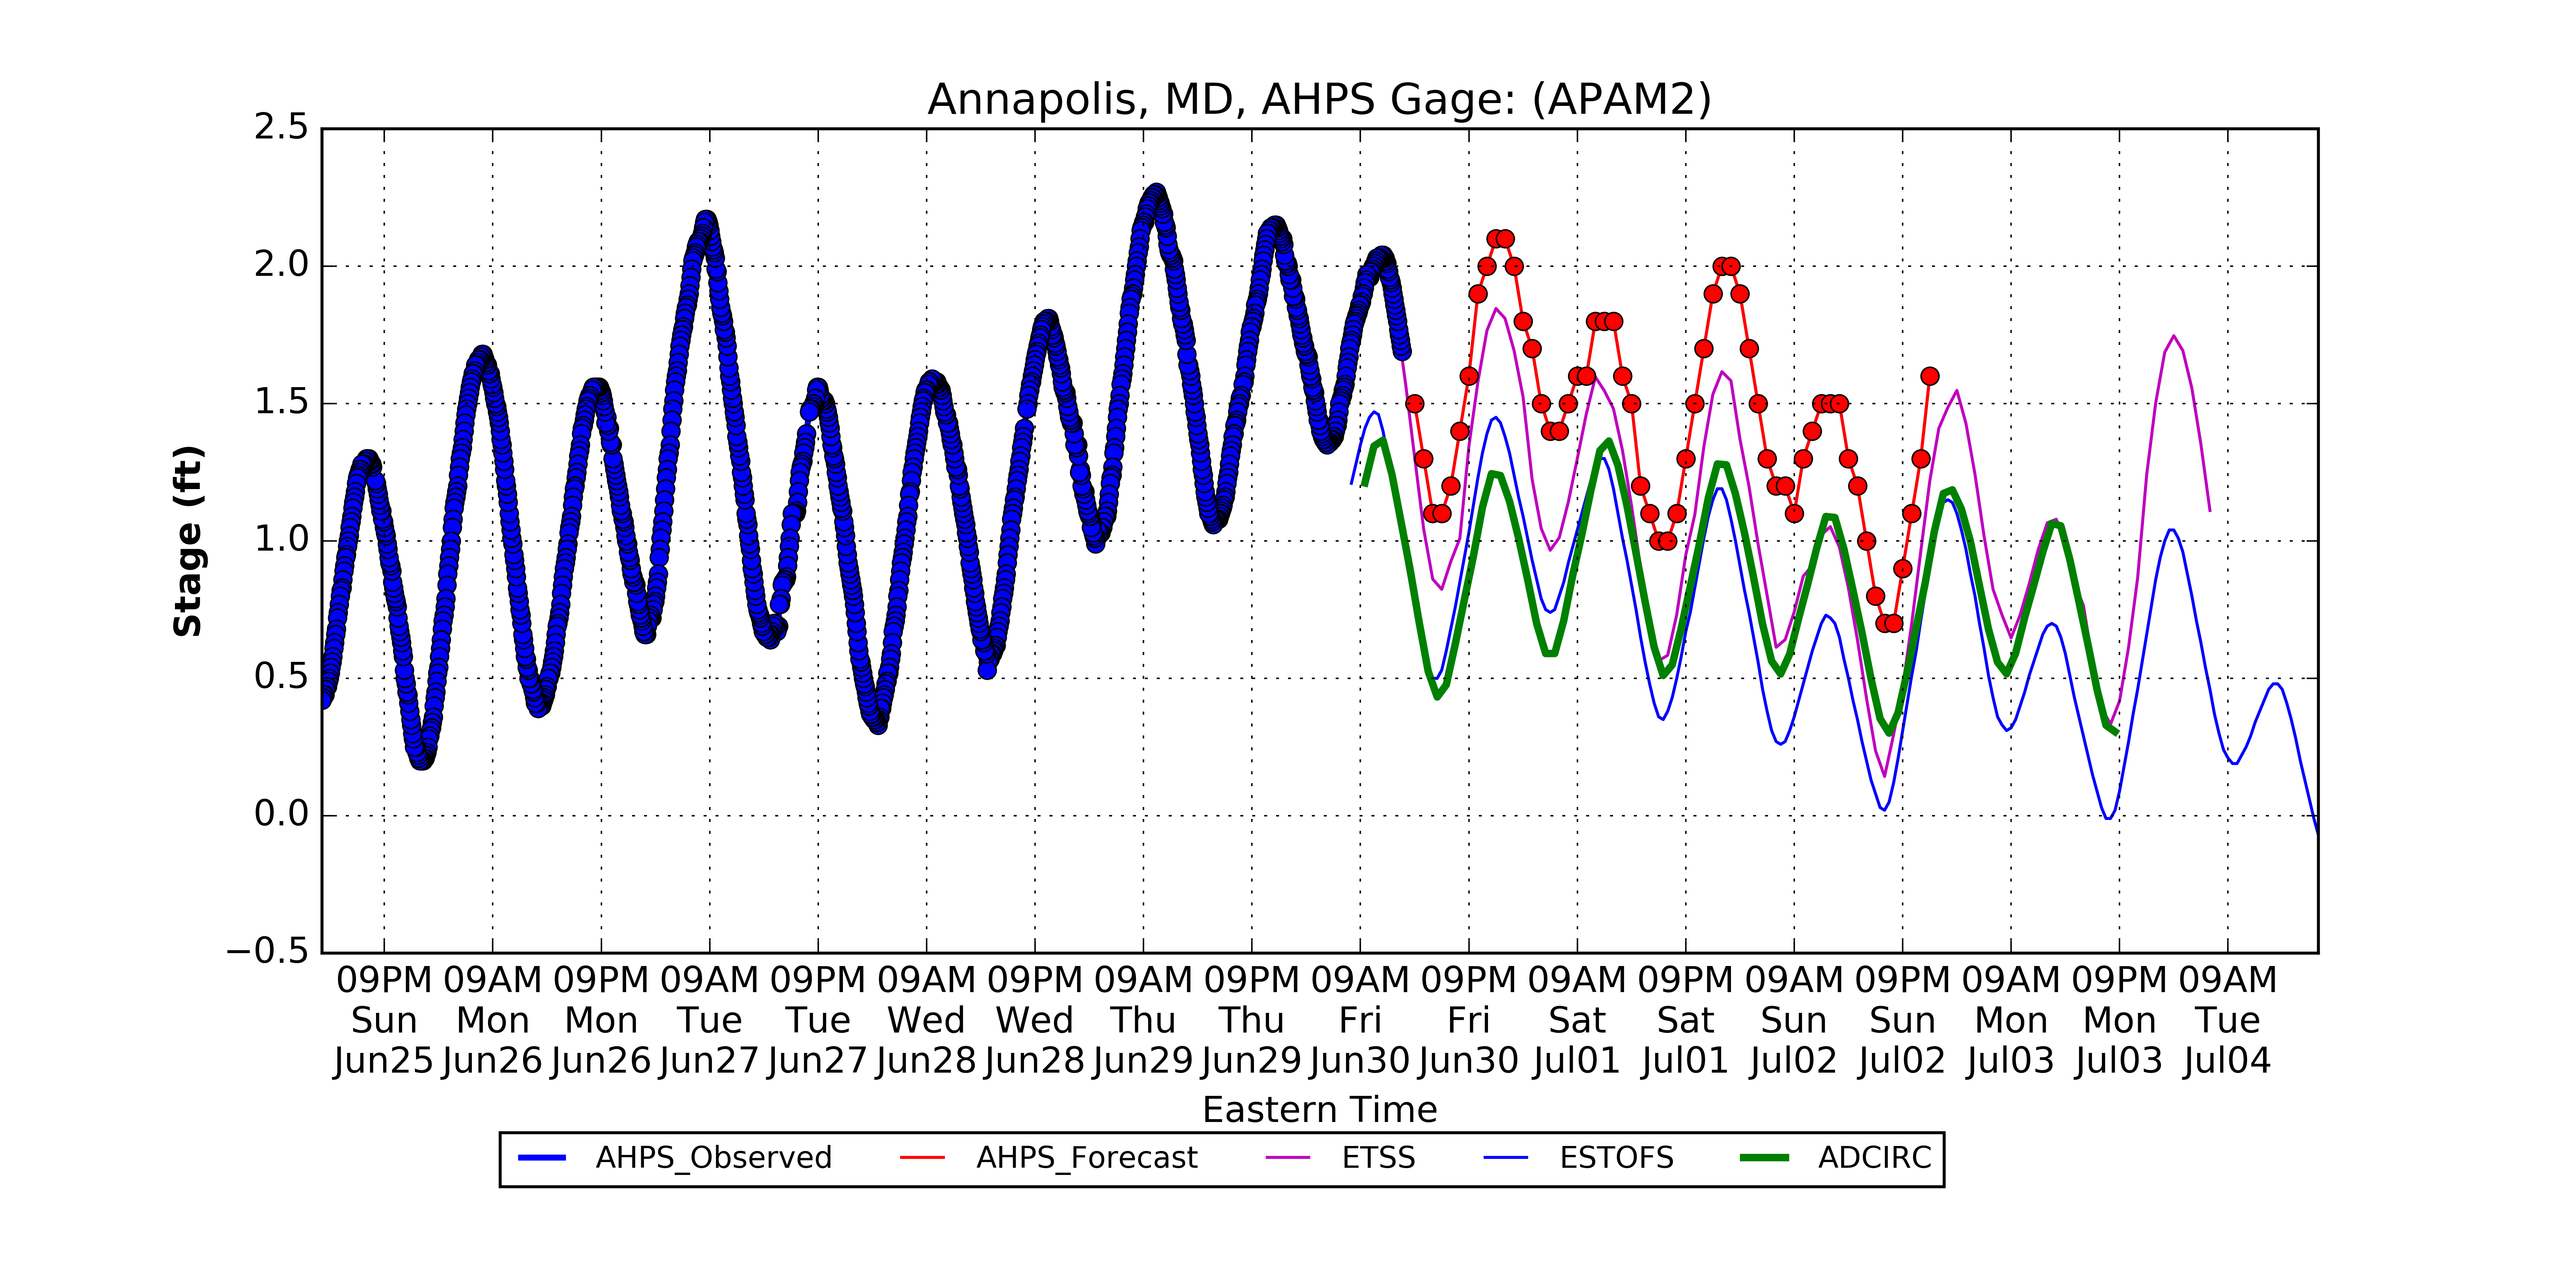 Annapolis, MD, AHPS Gage: (APAM2)
2.5
2.0
1.5
1.0
0.5
0.0
−0.5
Stage (ft)
09PM 09AM 09PM 09AM 09PM 09AM 09PM 09AM 09PM 09AM 09PM 09AM 09PM 09AM 09PM 09AM 09PM 09AM
Sun Mon Mon Tue Tue Wed Wed Thu Thu Fri Fri Sat Sat Sun Sun Mon Mon Tue
Jun25 Jun26 Jun26 Jun27 Jun27 Jun28 Jun28 Jun29 Jun29 Jun30 Jun30 Jul01 Jul01 Jul02 Jul02 Jul03 Jul03 Jul04
Eastern Time
AHPS_Observed AHPS_Forecast ETSS ESTOFS ADCIRC